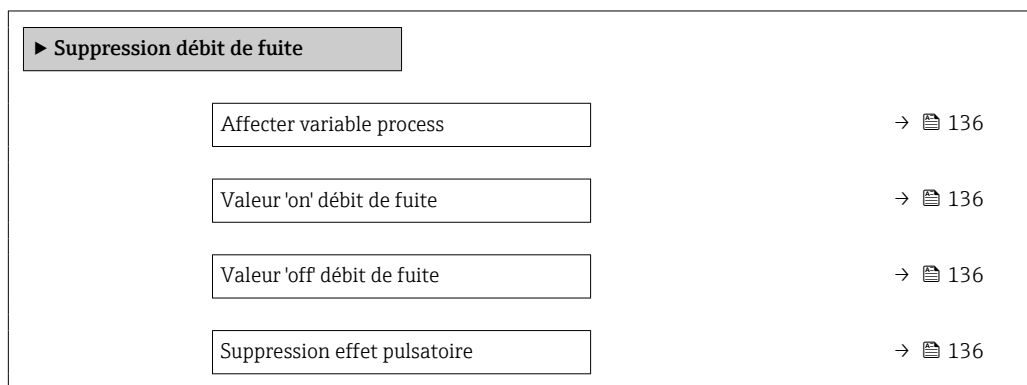 ▶ Suppression débit de fuite
Affecter variable process → 136
Valeur 'on' débit de fuite → 136
Valeur 'off' débit de fuite → 136
Suppression effet pulsatoire → 136